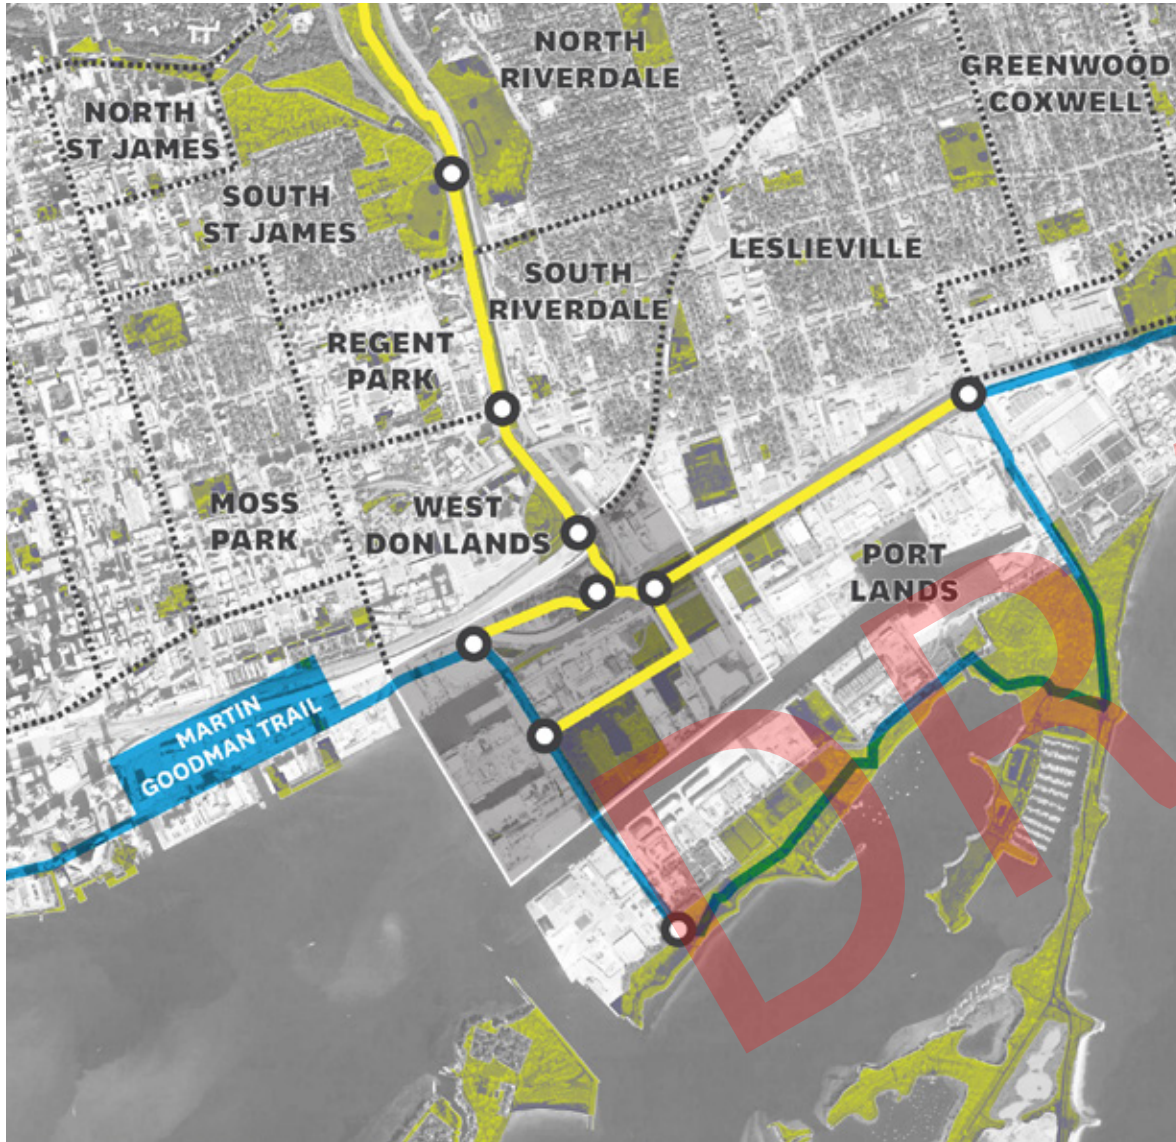 NORTH
RIVERDALE
GREENWOOD
COXWELL
NORTH
ST JAMES
SOUTH
ST JAMES
LESLIEVILLE
SOUTH
RIVERDALE
REGENT
PARK
MOSS
PARK
WEST
DON LANDS
PORT
LANDS
MARTIN
GOODMAN TRAIL
DR